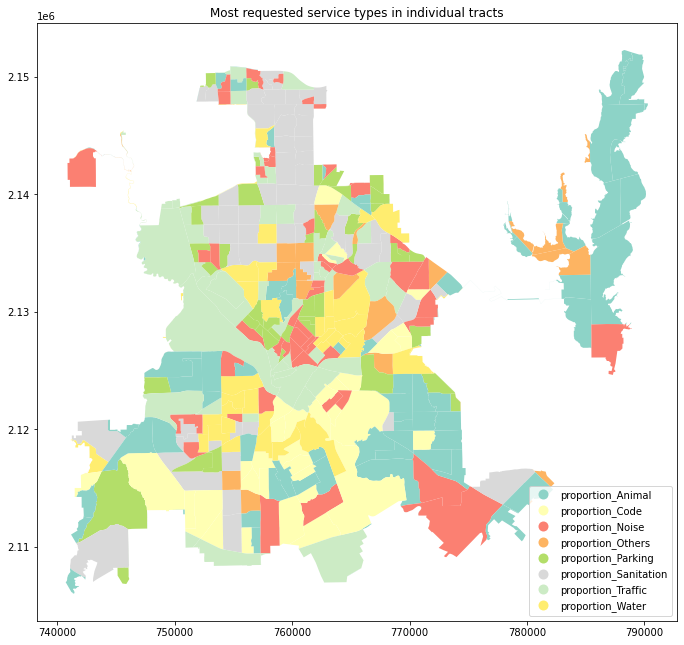 Most requested service types in individual tracts
1e6
2.15
2.14
2.13
2.12
2.11
proportion_Animal
proportion_Code
proportion_Noise
proportion_Others
proportion_Parking
proportion_Sanitation
proportion_Traffic
proportion_Water
740000 750000 760000 770000 780000 790000